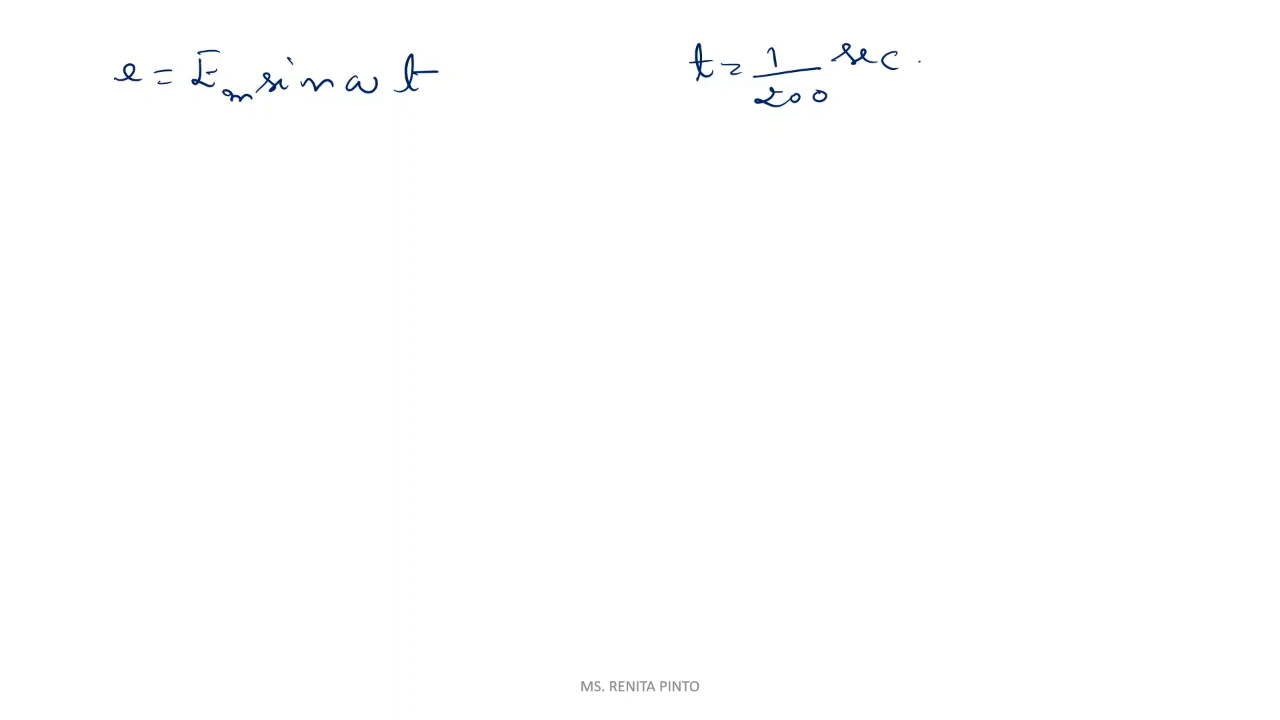 e = E_m sin ω t
t = 1/200 sec.
MS. RENITA PINTO